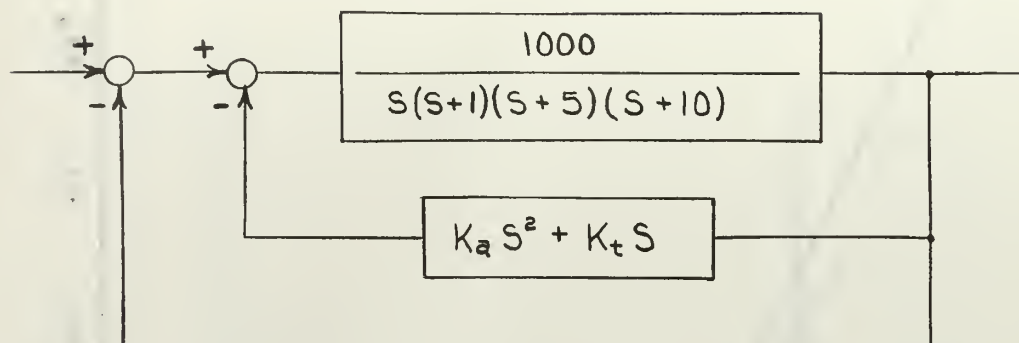 +
+
1000
S(S+1)(S+5)(S+10)
-
-
Kₐ S² + Kₜ S